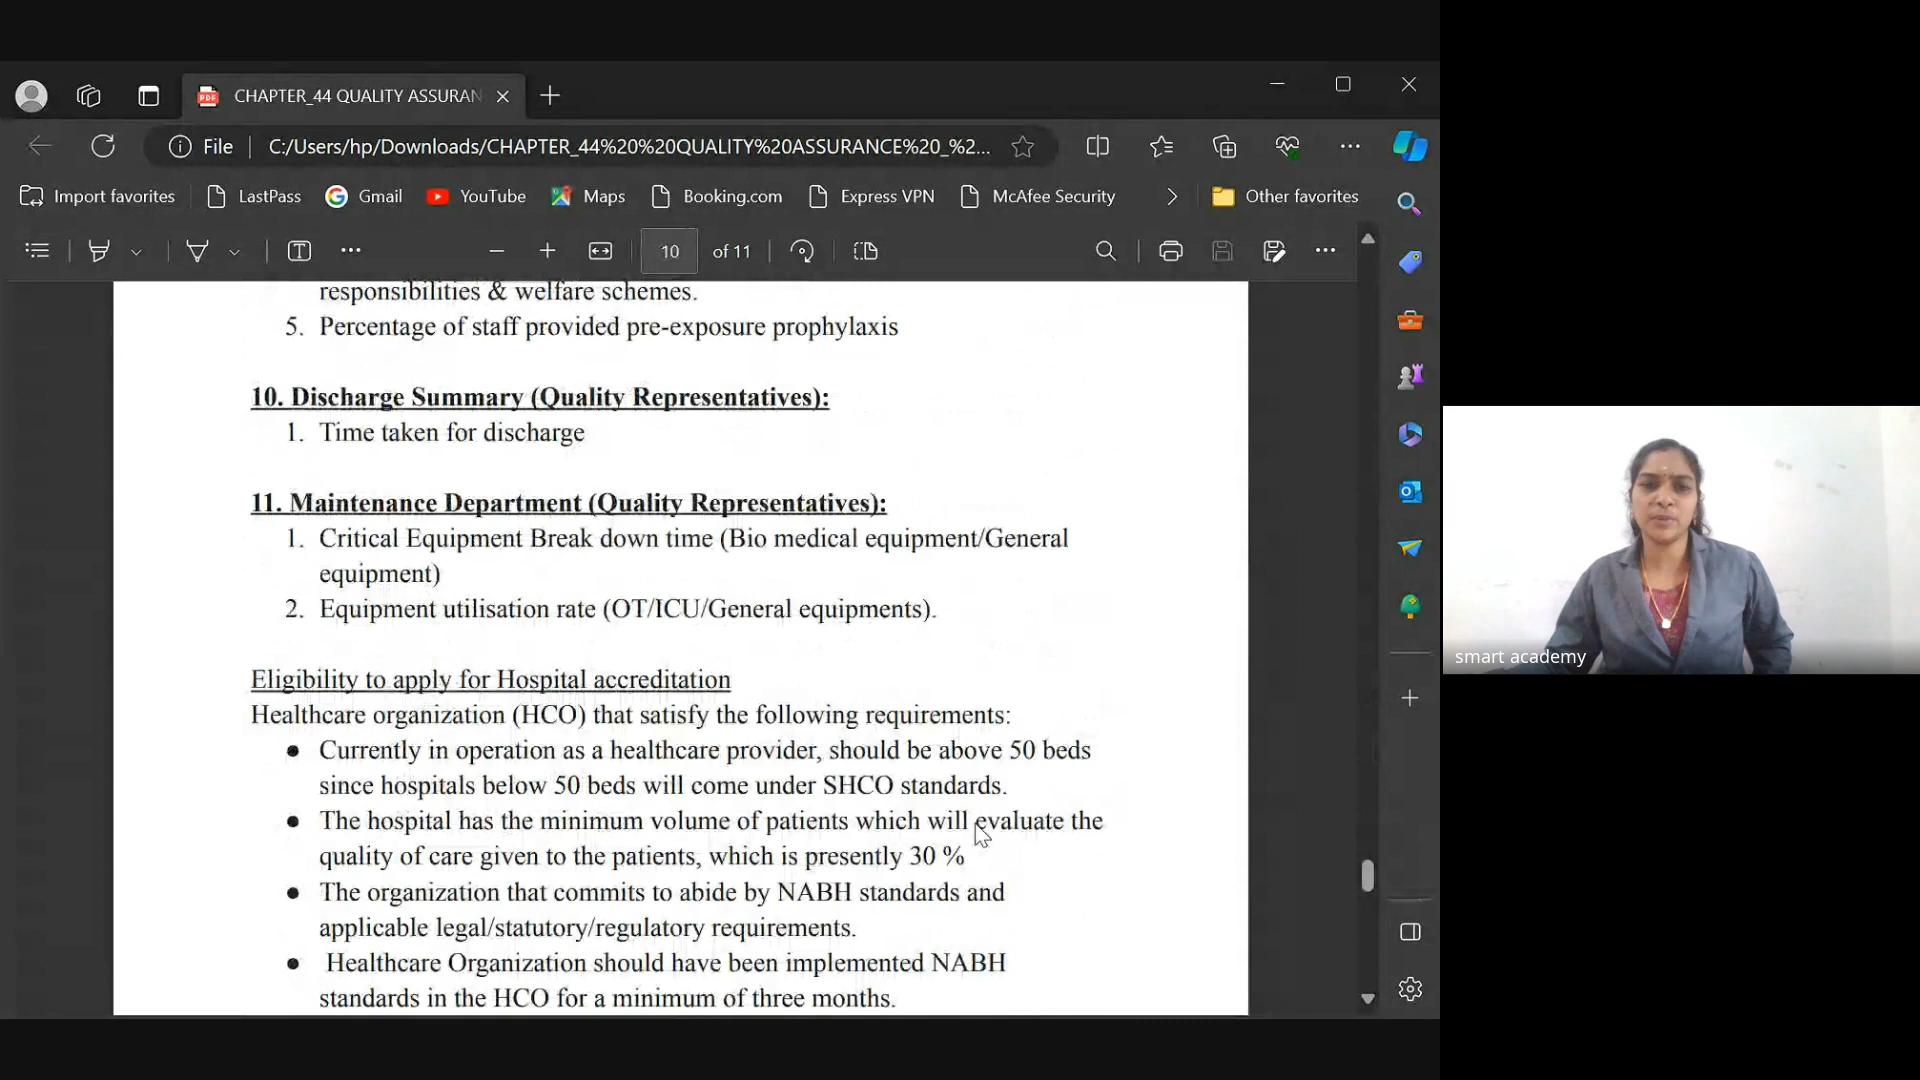 CHAPTER_44 QUALITY ASSURAN
File
C:/Users/hp/Downloads/CHAPTER_44%20%20QUALITY%20ASSURANCE%20_%2...
Import favorites
LastPass
Gmail
YouTube
Maps
Booking.com
Express VPN
McAfee Security
Other favorites
10 of 11
responsibilities & welfare schemes.
5. Percentage of staff provided pre-exposure prophylaxis
10. Discharge Summary (Quality Representatives):
1. Time taken for discharge
11. Maintenance Department (Quality Representatives):
1. Critical Equipment Break down time (Bio medical equipment/General
equipment)
2. Equipment utilisation rate (OT/ICU/General equipments).
Eligibility to apply for Hospital accreditation
Healthcare organization (HCO) that satisfy the following requirements:
● Currently in operation as a healthcare provider, should be above 50 beds
since hospitals below 50 beds will come under SHCO standards.
● The hospital has the minimum volume of patients which will evaluate the
quality of care given to the patients, which is presently 30 %
● The organization that commits to abide by NABH standards and
applicable legal/statutory/regulatory requirements.
● Healthcare Organization should have been implemented NABH
standards in the HCO for a minimum of three months.
smart academy